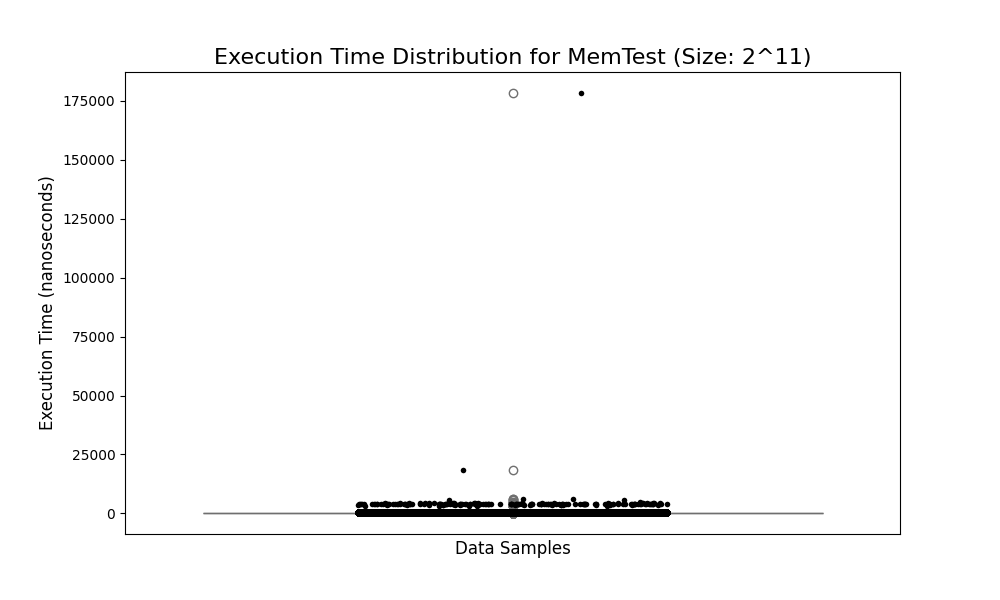 Execution Time Distribution for MemTest (Size: 2^11)
175000
150000
125000
100000
75000
50000
25000
0
Execution Time (nanoseconds)
Data Samples